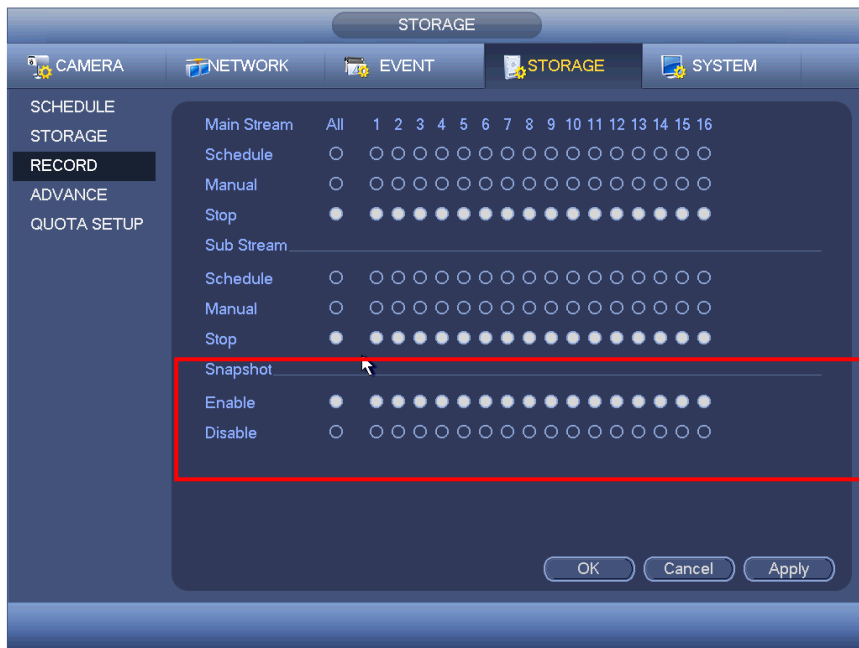 STORAGE
CAMERA NETWORK EVENT STORAGE SYSTEM
SCHEDULE
STORAGE
RECORD
ADVANCE
QUOTA SETUP
Main Stream All 1 2 3 4 5 6 7 8 9 10 11 12 13 14 15 16
Schedule
Manual
Stop
Sub Stream
Schedule
Manual
Stop
Snapshot
Enable
Disable
OK Cancel Apply